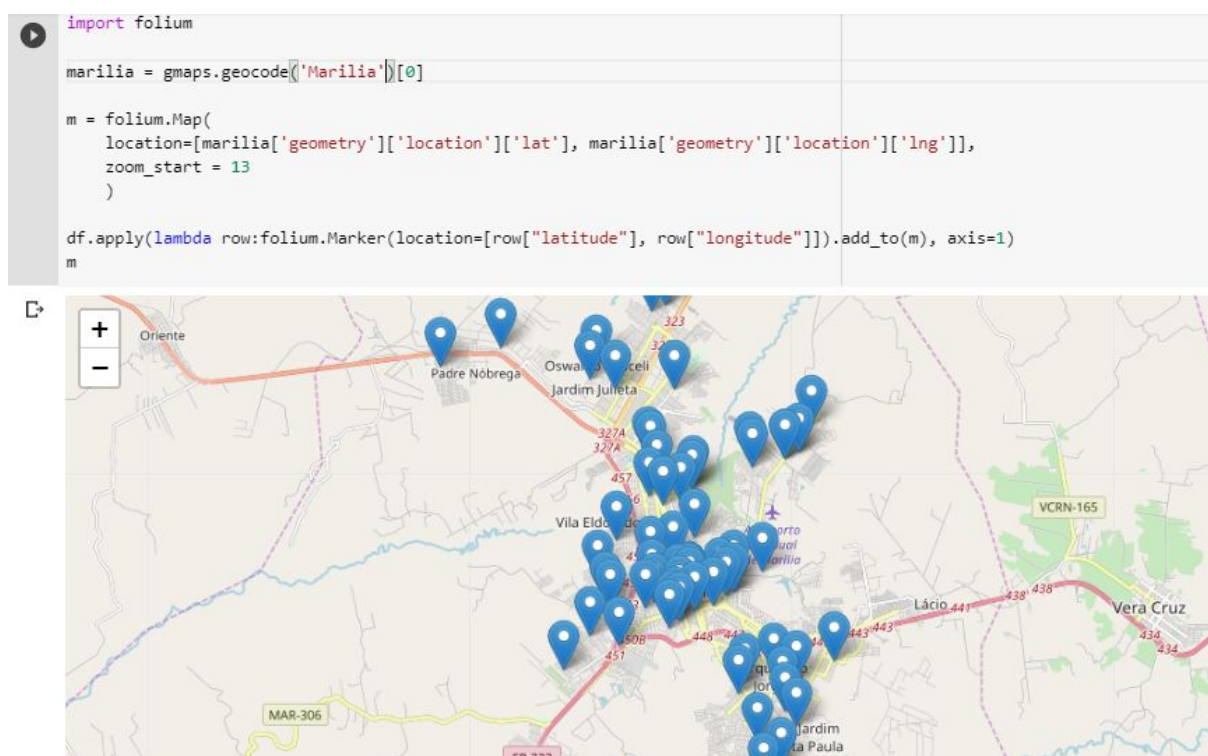 import folium
marilia = gmaps.geocode('Marilia')[0]
m = folium.Map(
location=[marilia['geometry']['location']['lat'], marilia['geometry']['location']['lng']],
zoom_start = 13
)
df.apply(lambda row:folium.Marker(location=[row["latitude"], row["longitude"]]).add_to(m), axis=1)
m
+
−
Oriente
323
Padre Nóbrega
Jardim Julieta
327A
327A
457
VCRN-165
Vila
Lácio
441
438
438
Vera Cruz
443
443
448
434
434
450B
451
MAR-306
Jardim
ta Paula